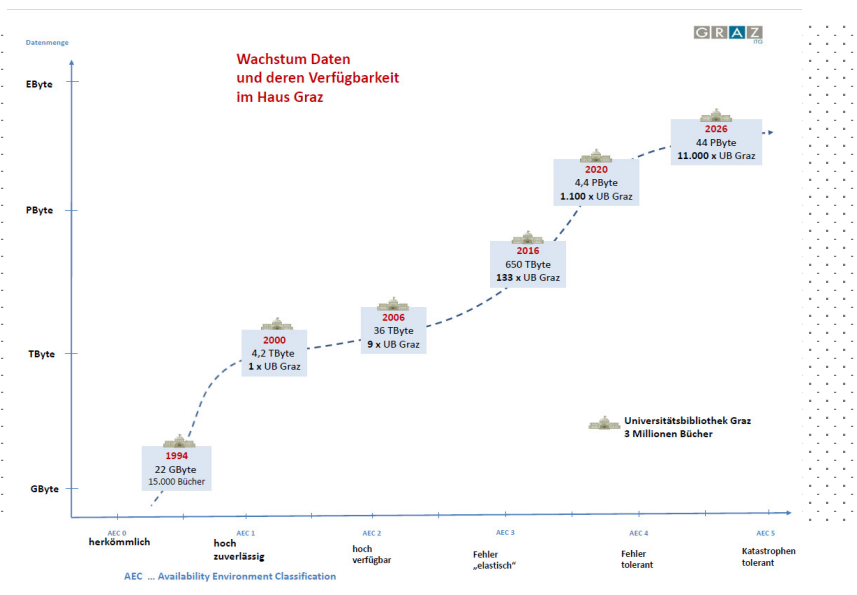 GRAZ
ITG
Datenmenge
Wachstum Daten
und deren Verfügbarkeit
im Haus Graz
EByte
PByte
TByte
GByte
2026
44 PByte
11.000 x UB Graz
2020
4,4 PByte
1.100 x UB Graz
2016
650 TByte
133 x UB Graz
2006
36 TByte
9 x UB Graz
2000
4,2 TByte
1 x UB Graz
1994
22 GByte
15.000 Bücher
Universitätsbibliothek Graz
3 Millionen Bücher
AEC 0
herkömmlich
AEC 1
hoch
zuverlässig
AEC 2
hoch
verfügbar
AEC 3
Fehler
„elastisch“
AEC 4
Fehler
tolerant
AEC 5
Katastrophen
tolerant
AEC ... Availability Environment Classification